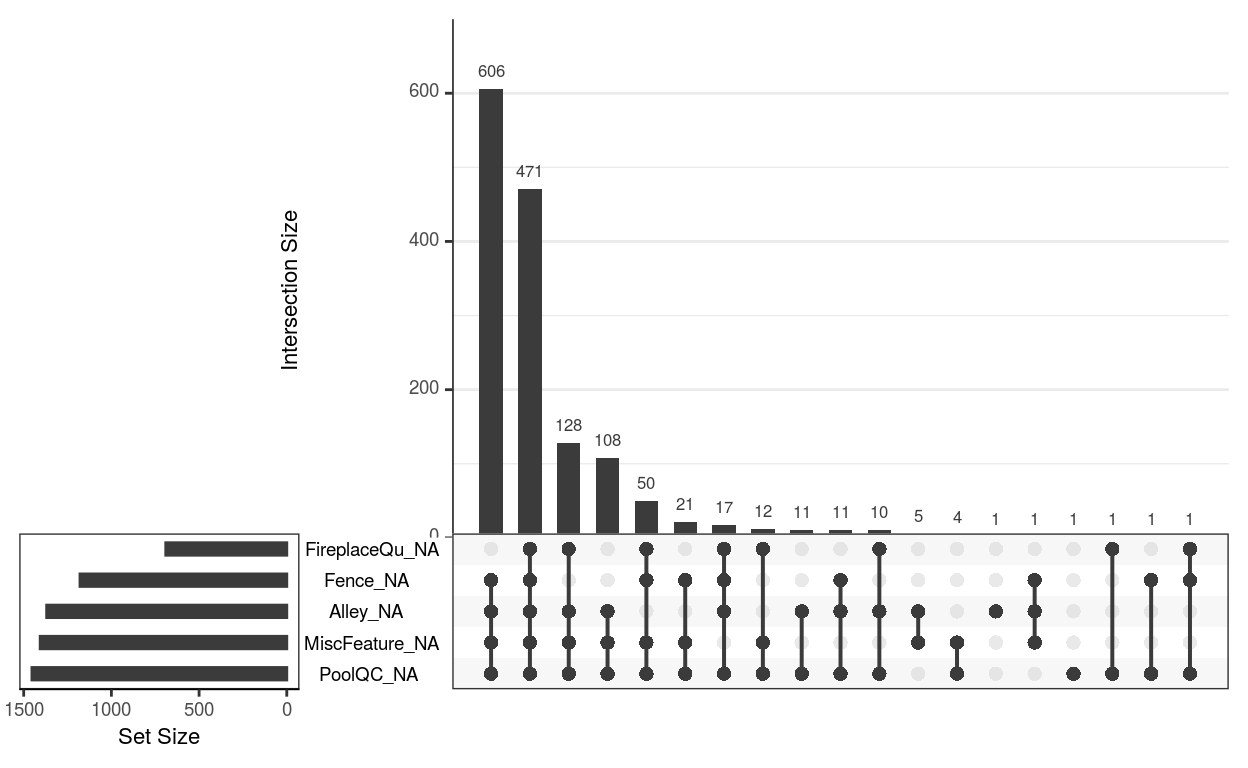 606
600
471
Intersection Size
400
200
128
108
50
21
17
12
11
11
10
5
4
1
1
1
1
1
1
0
FireplaceQu_NA
Fence_NA
Alley_NA
MiscFeature_NA
PoolQC_NA
1500 1000 500 0
Set Size